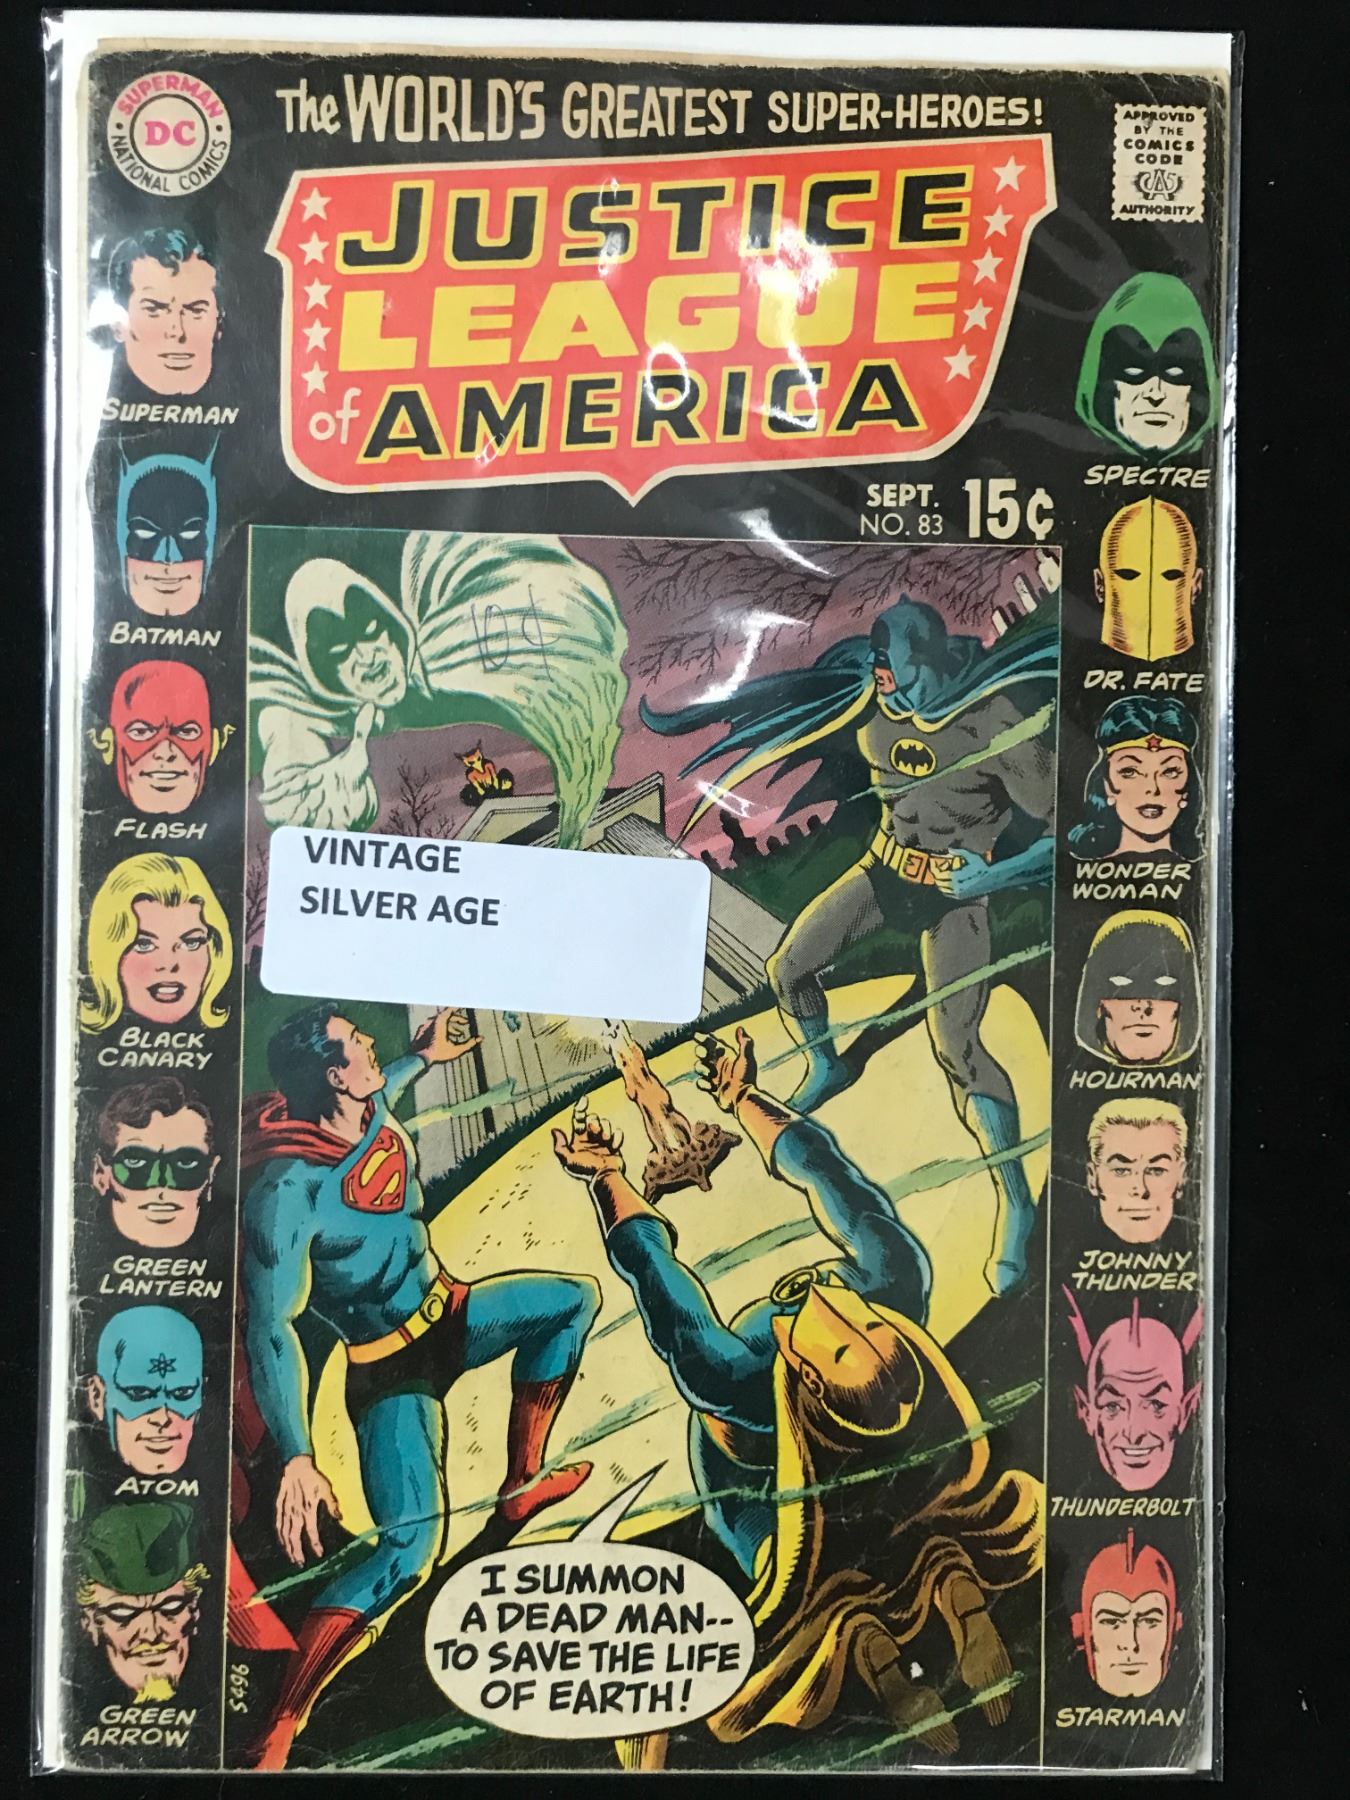 The WORLD'S GREATEST SUPER-HEROES!
SUPERMAN
DC
NATIONAL COMICS
APPROVED
BY THE
COMICS
CODE
AUTHORITY
JUSTICE
LEAGUE
of AMERICA
SEPT.
NO. 83
15¢
SUPERMAN
BATMAN
FLASH
BLACK
CANARY
GREEN
LANTERN
ATOM
GREEN
ARROW
SPECTRE
DR. FATE
WONDER
WOMAN
HOURMAN
JOHNNY
THUNDER
THUNDERBOLT
STARMAN
10¢
VINTAGE
SILVER AGE
I SUMMON
A DEAD MAN--
TO SAVE THE LIFE
OF EARTH!
5496